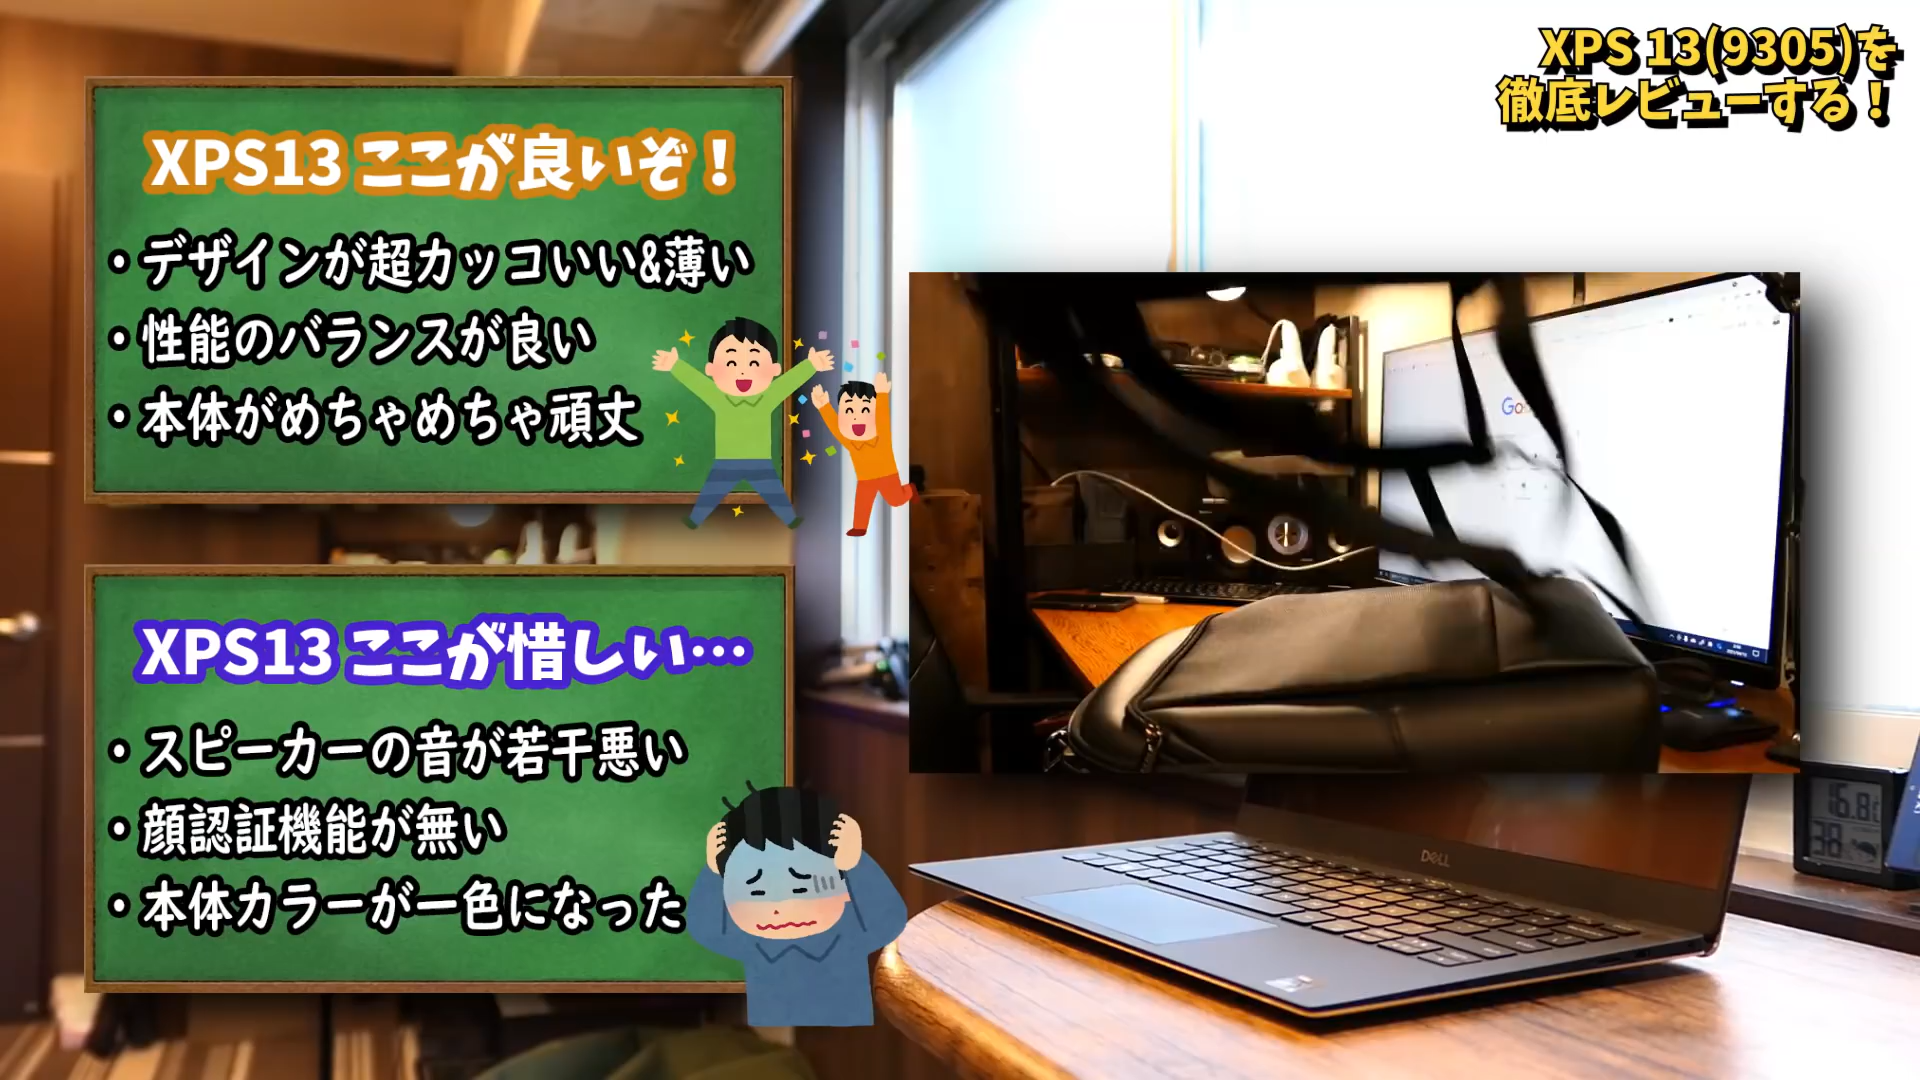 XPS 13(9305)を
徹底レビューする！
XPS13 ここが良いぞ！
・デザインが超カッコいい&薄い
・性能のバランスが良い
・本体がめちゃめちゃ頑丈
XPS13 ここが惜しい…
・スピーカーの音が若干悪い
・顔認証機能が無い
・本体カラーが一色になった
DELL
16.8℃
38